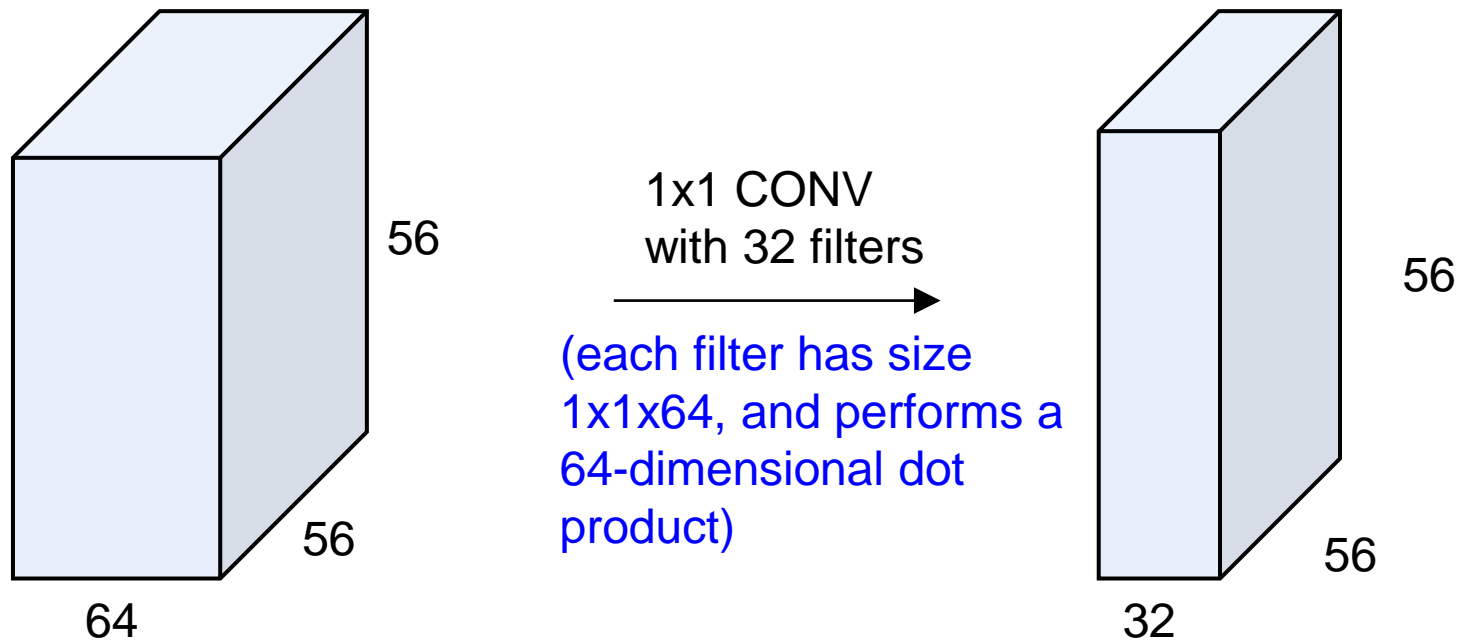 56
56
64
1x1 CONV
with 32 filters
(each filter has size
1x1x64, and performs a
64-dimensional dot
product)
56
56
32